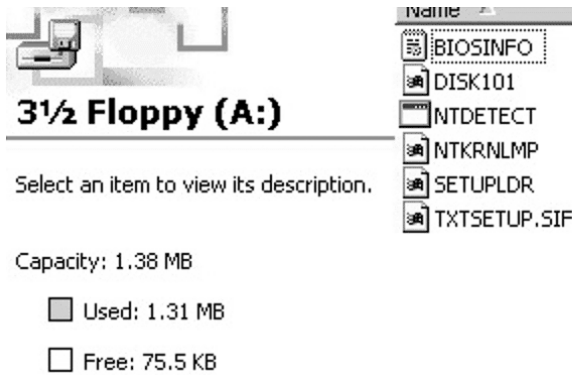 3½ Floppy (A:)
Select an item to view its description.
Capacity: 1.38 MB
Used: 1.31 MB
Free: 75.5 KB
Name
BIOSINFO
DISK101
NTDETECT
NTKRNLMP
SETUPLDR
TXTSETUP.SIF